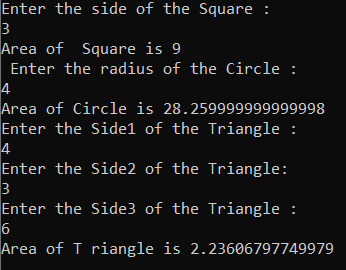 Enter the side of the Square :
3
Area of  Square is 9
 Enter the radius of the Circle :
4
Area of Circle is 28.259999999999998
Enter the Side1 of the Triangle :
4
Enter the Side2 of the Triangle:
3
Enter the Side3 of the Triangle :
6
Area of T riangle is 2.23606797749979